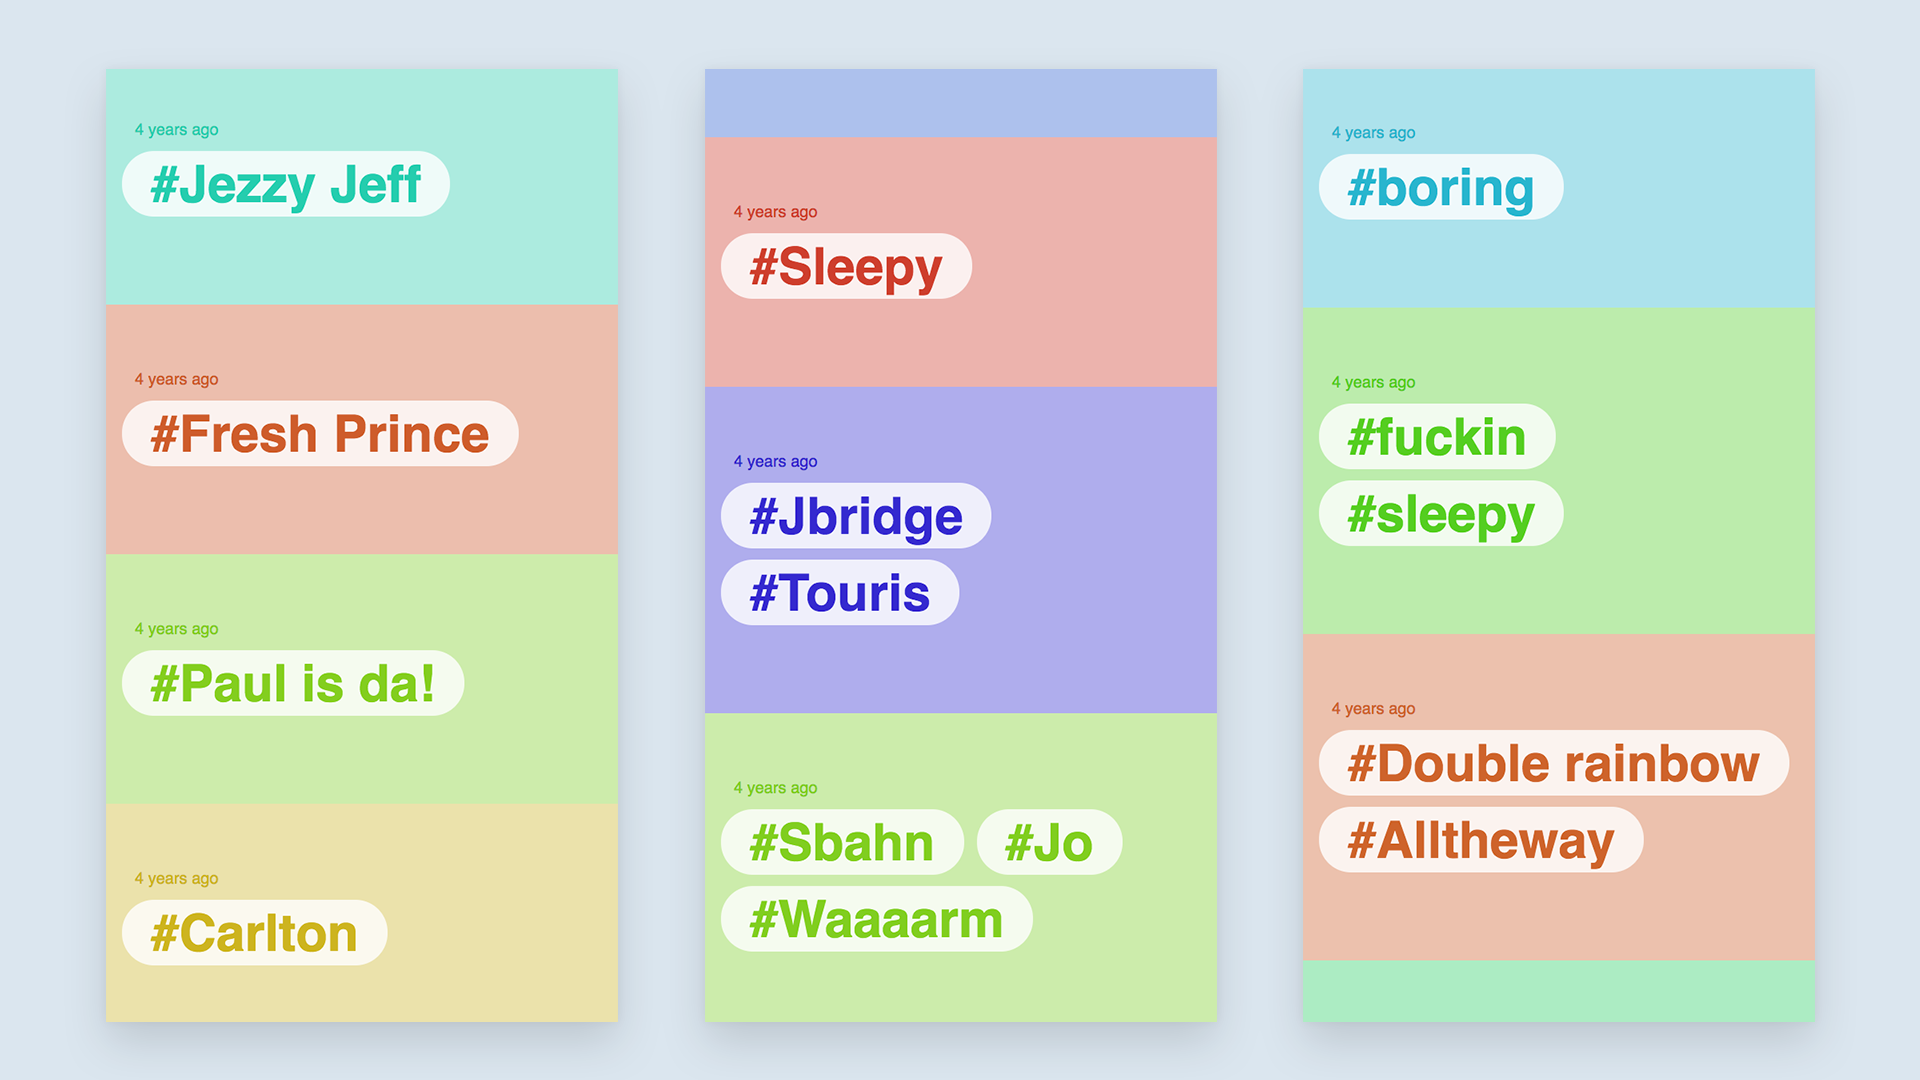 4 years ago
#Jezzy Jeff
4 years ago
#Fresh Prince
4 years ago
#Paul is da!
4 years ago
#Carlton
4 years ago
#Sleepy
4 years ago
#Jbridge
#Touris
4 years ago
#Sbahn #Jo
#Waaaarm
4 years ago
#boring
4 years ago
#fuckin
#sleepy
4 years ago
#Double rainbow
#Alltheway